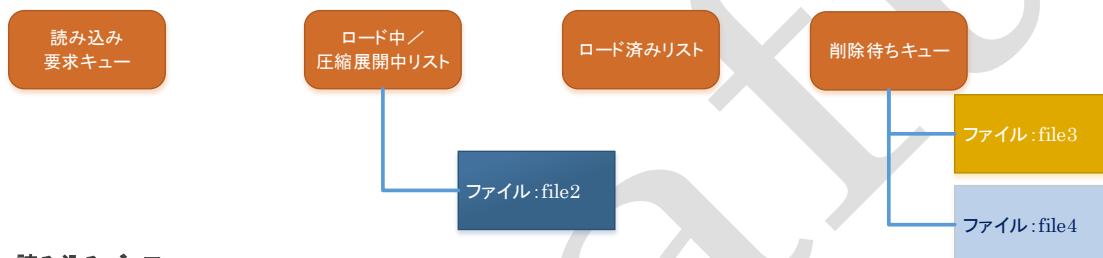 読み込み
要求キュー
ロード中／
圧縮展開中リスト
ロード済みリスト
削除待ちキュー
ファイル:file3
ファイル:file2
ファイル:file4